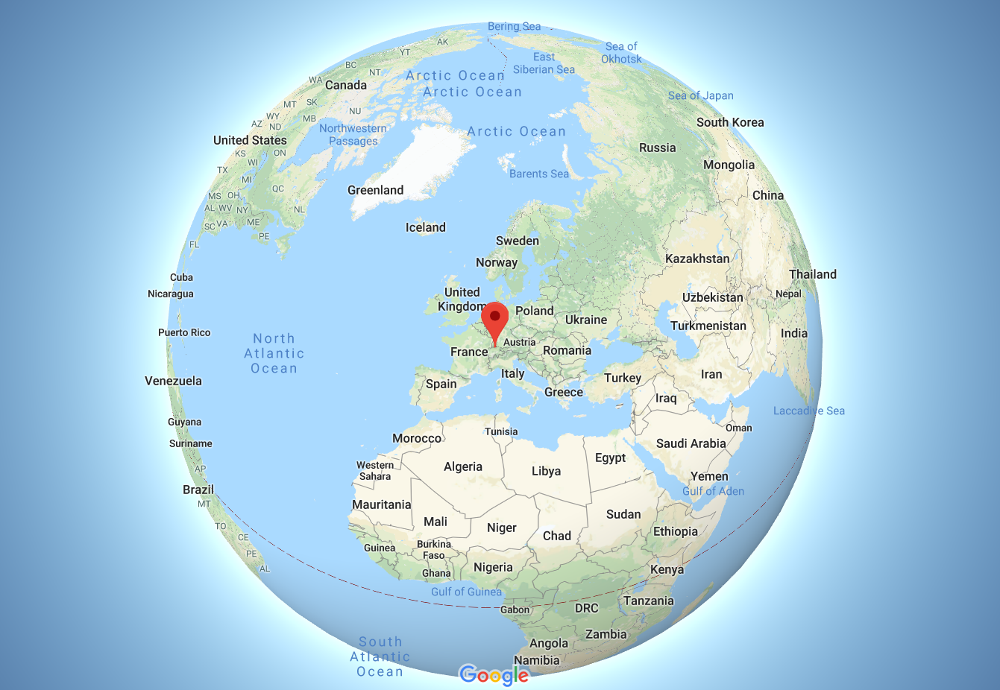 Bering Sea
AK
Sea of
Okhotsk
YT
East
Siberian Sea
BC
NT
Arctic Ocean
WA
Canada
Arctic Ocean
Sea of Japan
MT
SK
NU
AZ
WY
ND
MB
South Korea
Northwestern
Passages
Arctic Ocean
United States
Russia
KS
ON
WI
TX
Mongolia
MI
Barents Sea
QC
Greenland
MS
OH
China
AL
WV
NY
NL
SC
VA
ME
Iceland
PE
FL
Sweden
Norway
Kazakhstan
Cuba
Thailand
Nicaragua
United
Kingdom
Nepal
Uzbekistan
Poland
Ukraine
Turkmenistan
Puerto Rico
India
North
Atlantic
Ocean
Austria
France
Romania
Italy
Iran
Venezuela
Spain
Turkey
Greece
Iraq
Laccadive Sea
Guyana
Oman
Tunisia
Morocco
Suriname
Saudi Arabia
Egypt
Western
Sahara
Algeria
Libya
AP
Yemen
Brazil
Gulf of Aden
MT
Mauritania
Sudan
Mali
TO
Niger
Ethiopia
CE
Chad
Guinea
Burkina
Faso
PE
Nigeria
AL
Ghana
Kenya
Gulf of Guinea
Tanzania
Gabon
DRC
Zambia
South
Atlantic
Ocean
Angola
Namibia
Google